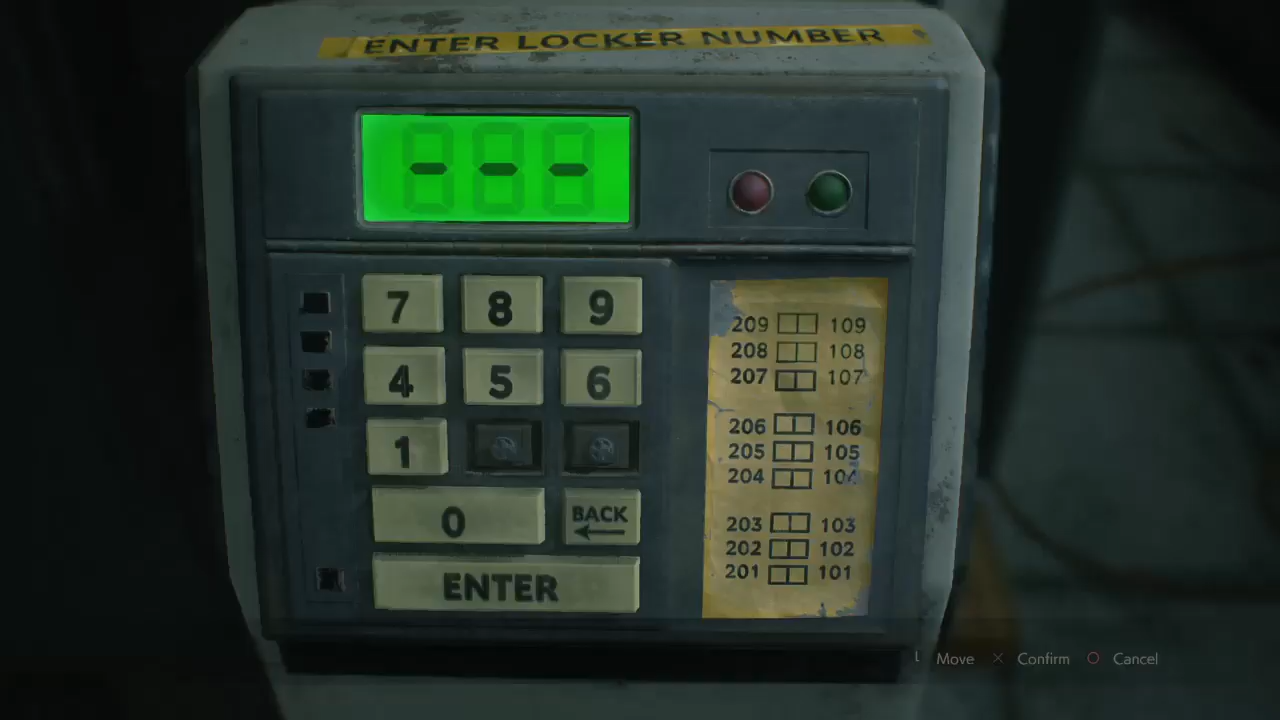 ENTER LOCKER NUMBER
- - -
7 8 9
4 5 6
1
0 BACK
ENTER
209 109
208 108
207 107
206 106
205 105
204 104
203 103
202 102
201 101
L Move × Confirm O Cancel